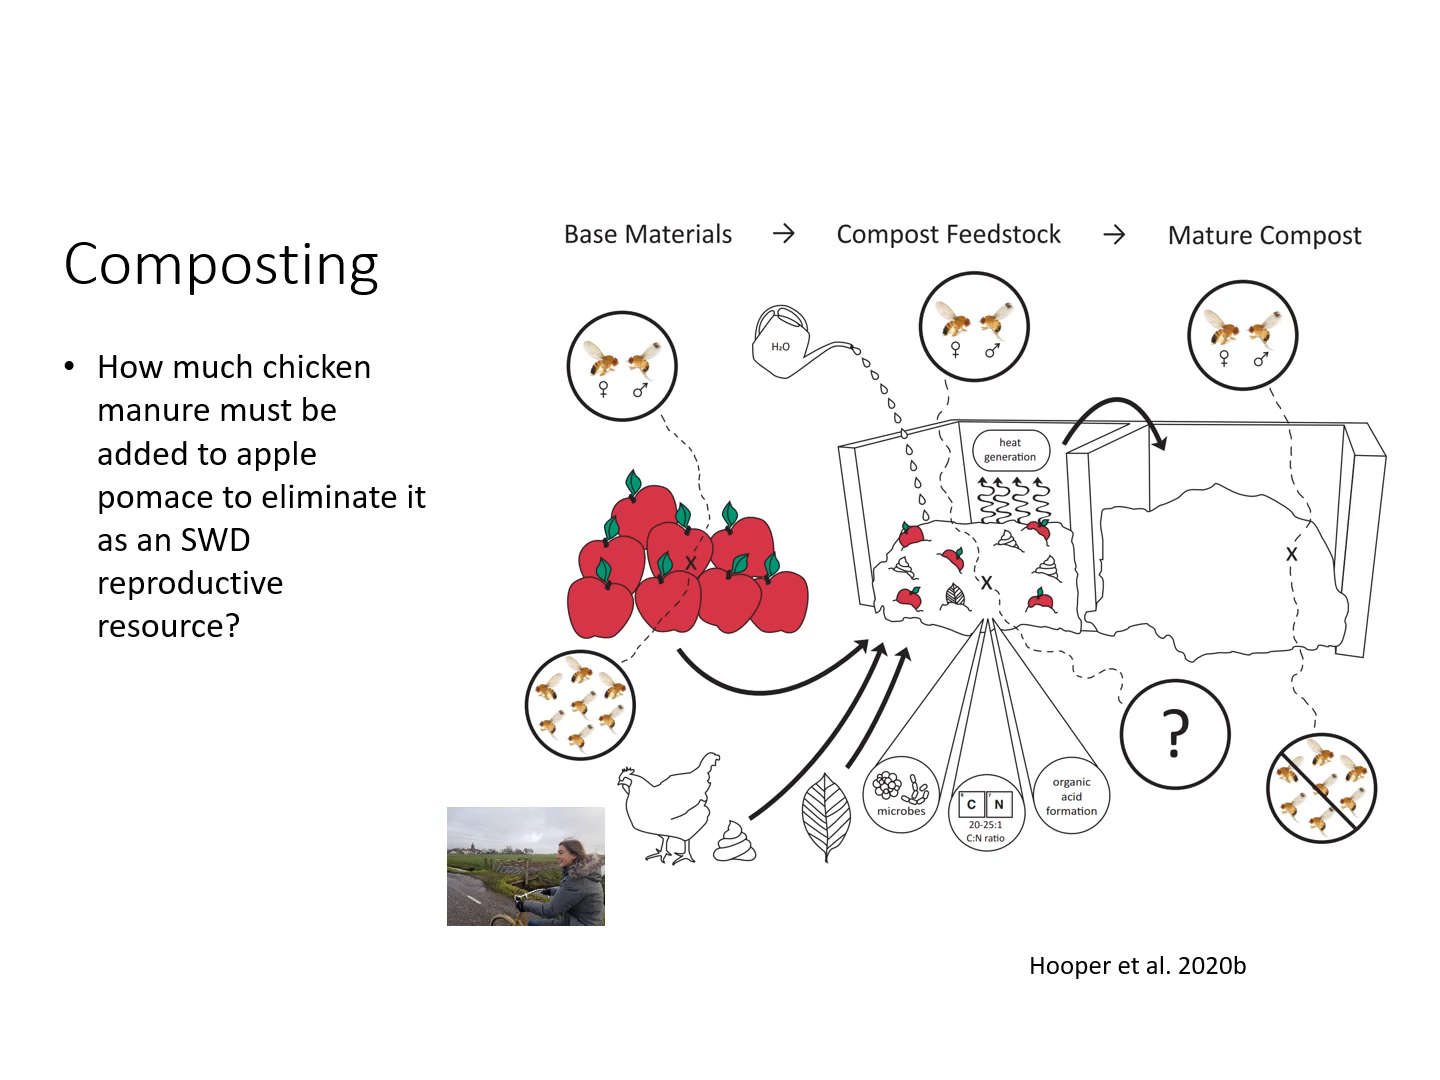 Composting
• How much chicken
manure must be
added to apple
pomace to eliminate it
as an SWD
reproductive
resource?
Base Materials → Compost Feedstock → Mature Compost
♀ ♂
♀ ♂
♀ ♂
H₂O
heat
generation
X
X
X
?
microbes
6 C 7 N
20-25:1
C:N ratio
organic
acid
formation
Hooper et al. 2020b